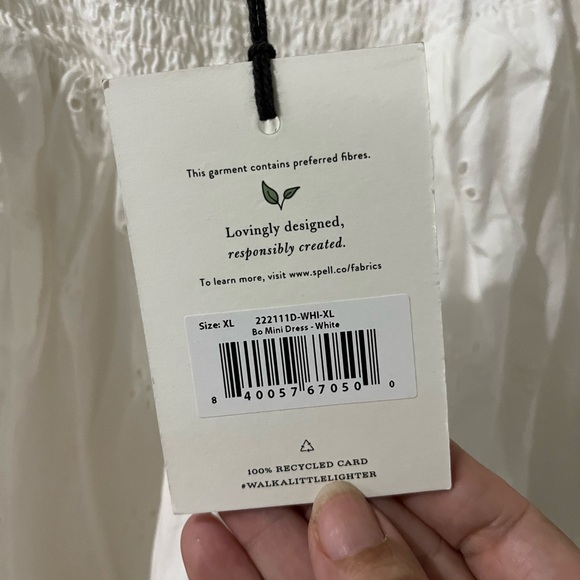 This garment contains preferred fibres.
Lovingly designed,
responsibly created.
To learn more, visit www.spell.co/fabrics
Size: XL 222111D-WHI-XL
Bo Mini Dress - White
8 40057 67050 0
100% RECYCLED CARD
#WALKALITTLELIGHTER